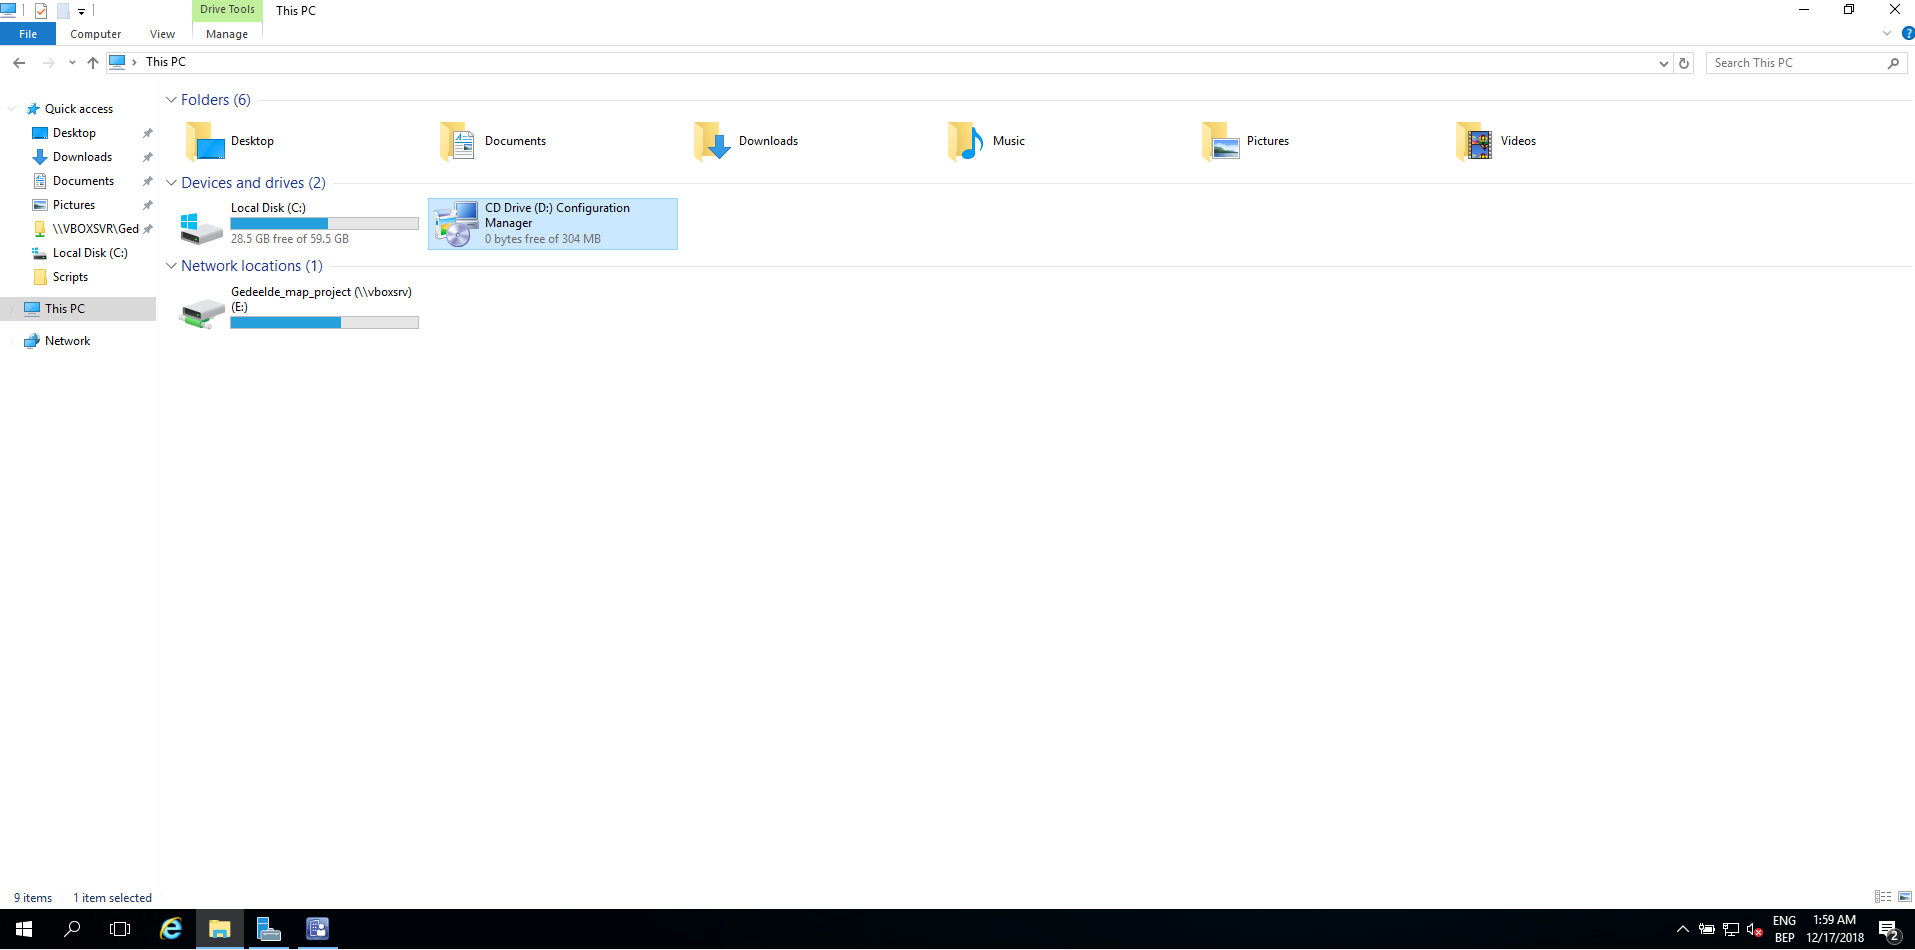 Drive Tools
This PC
File
Computer
View
Manage
This PC
Search This PC
Quick access
Desktop
Downloads
Documents
Pictures
\\VBOXSVR\Ged
Local Disk (C:)
Scripts
This PC
Network
Folders (6)
Desktop
Documents
Downloads
Music
Pictures
Videos
Devices and drives (2)
Local Disk (C:)
28.5 GB free of 59.5 GB
CD Drive (D:) Configuration
Manager
0 bytes free of 304 MB
Network locations (1)
Gedeelde_map_project (\\vboxsrv)
(E:)
9 items
1 item selected
ENG
BEP
1:59 AM
12/17/2018
2